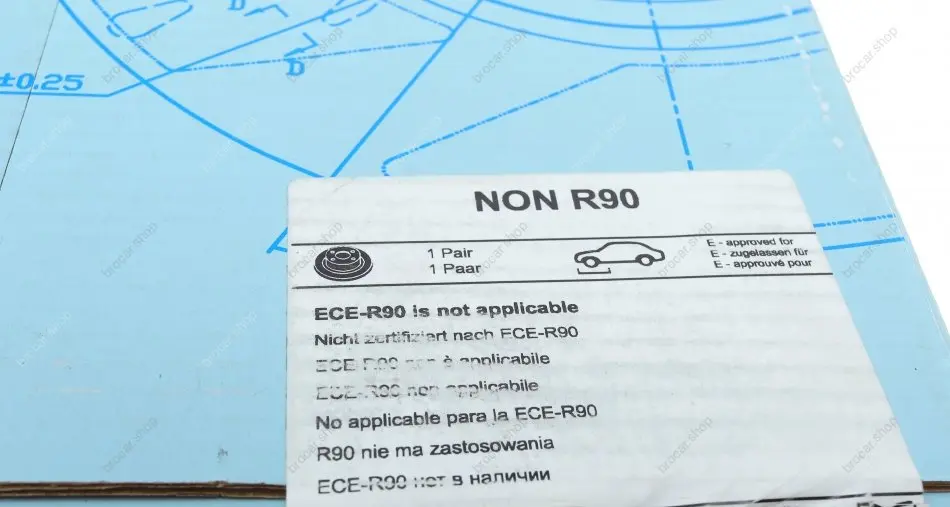 D
D
±0.25
NON R90
1 Pair
1 Paar
E - approved for
E - zugelassen für
E - approuvé pour
ECE-R90 is not applicable
Nicht zertifiziert nach ECE-R90
ECE-R90 non è applicabile
ECE-R90 non applicabile
No applicable para la ECE-R90
R90 nie ma zastosowania
ECE-R90 нет в наличии
brocar.shop